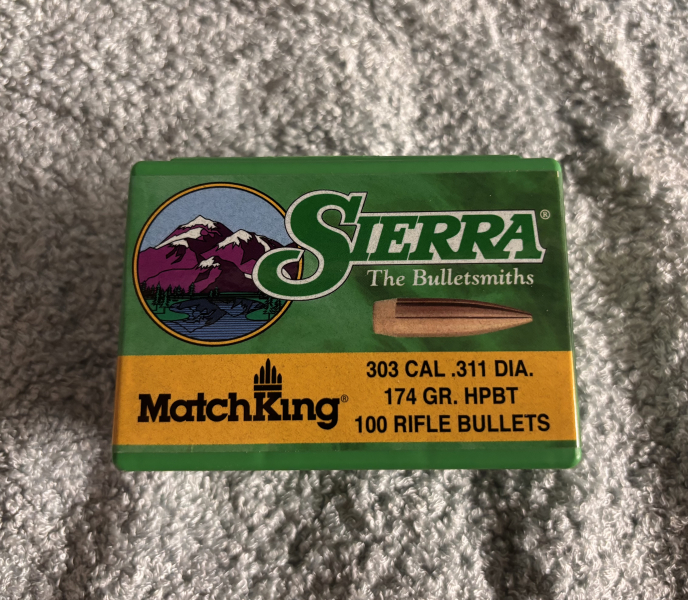 SIERRA®
The Bulletsmiths
MatchKing®
303 CAL .311 DIA.
174 GR. HPBT
100 RIFLE BULLETS